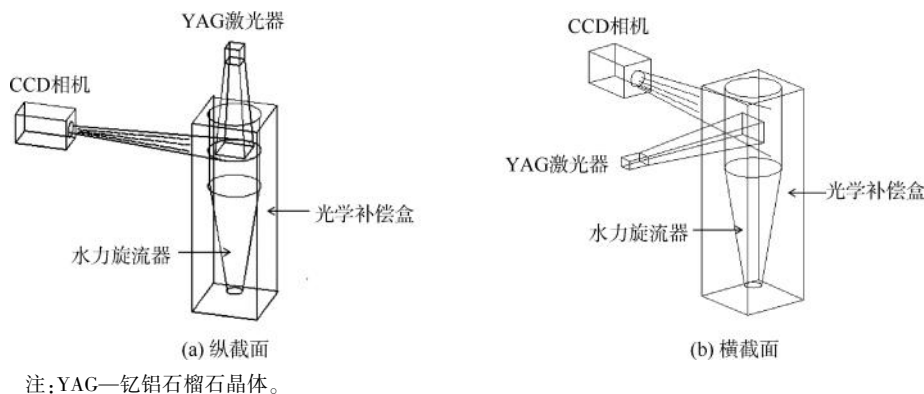 YAG激光器
CCD相机
光学补偿盒
水力旋流器
(a) 纵截面
CCD相机
YAG激光器
光学补偿盒
水力旋流器
(b) 横截面
注:YAG—钇铝石榴石晶体。